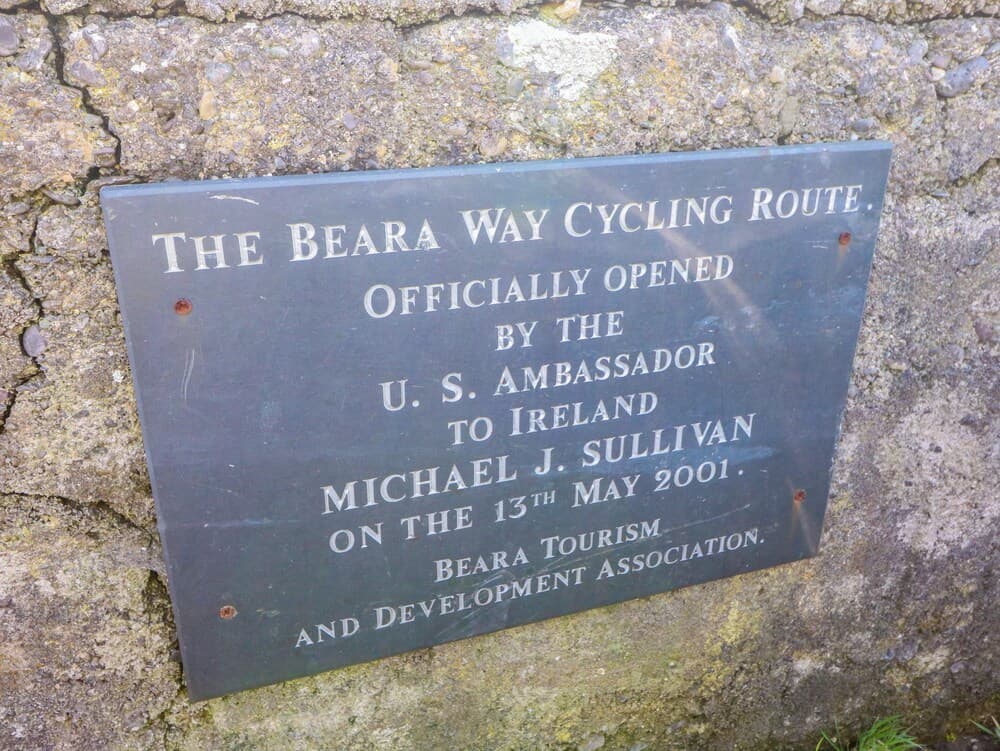 THE BEARA WAY CYCLING ROUTE.
OFFICIALLY OPENED
BY THE
U. S. AMBASSADOR
TO IRELAND
MICHAEL J. SULLIVAN
ON THE 13TH MAY 2001.
BEARA TOURISM
AND DEVELOPMENT ASSOCIATION.